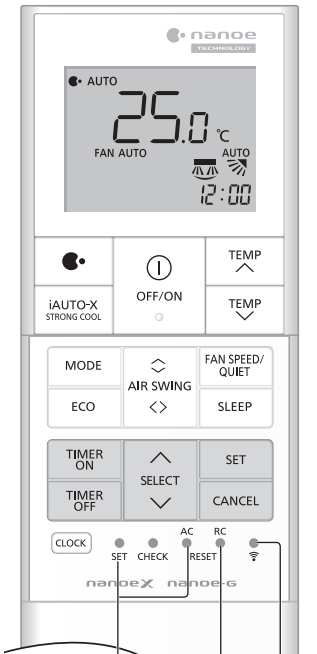 nanoe
TECHNOLOGY
AUTO
25.0 °C
FAN AUTO AUTO
12:00
TEMP
OFF/ON
iAUTO-X
STRONG COOL
TEMP
MODE
AIR SWING
FAN SPEED/
QUIET
ECO
SLEEP
TIMER
ON
SELECT
SET
TIMER
OFF
CANCEL
CLOCK
AC RC
SET CHECK RESET
nanoeX nanoe-G